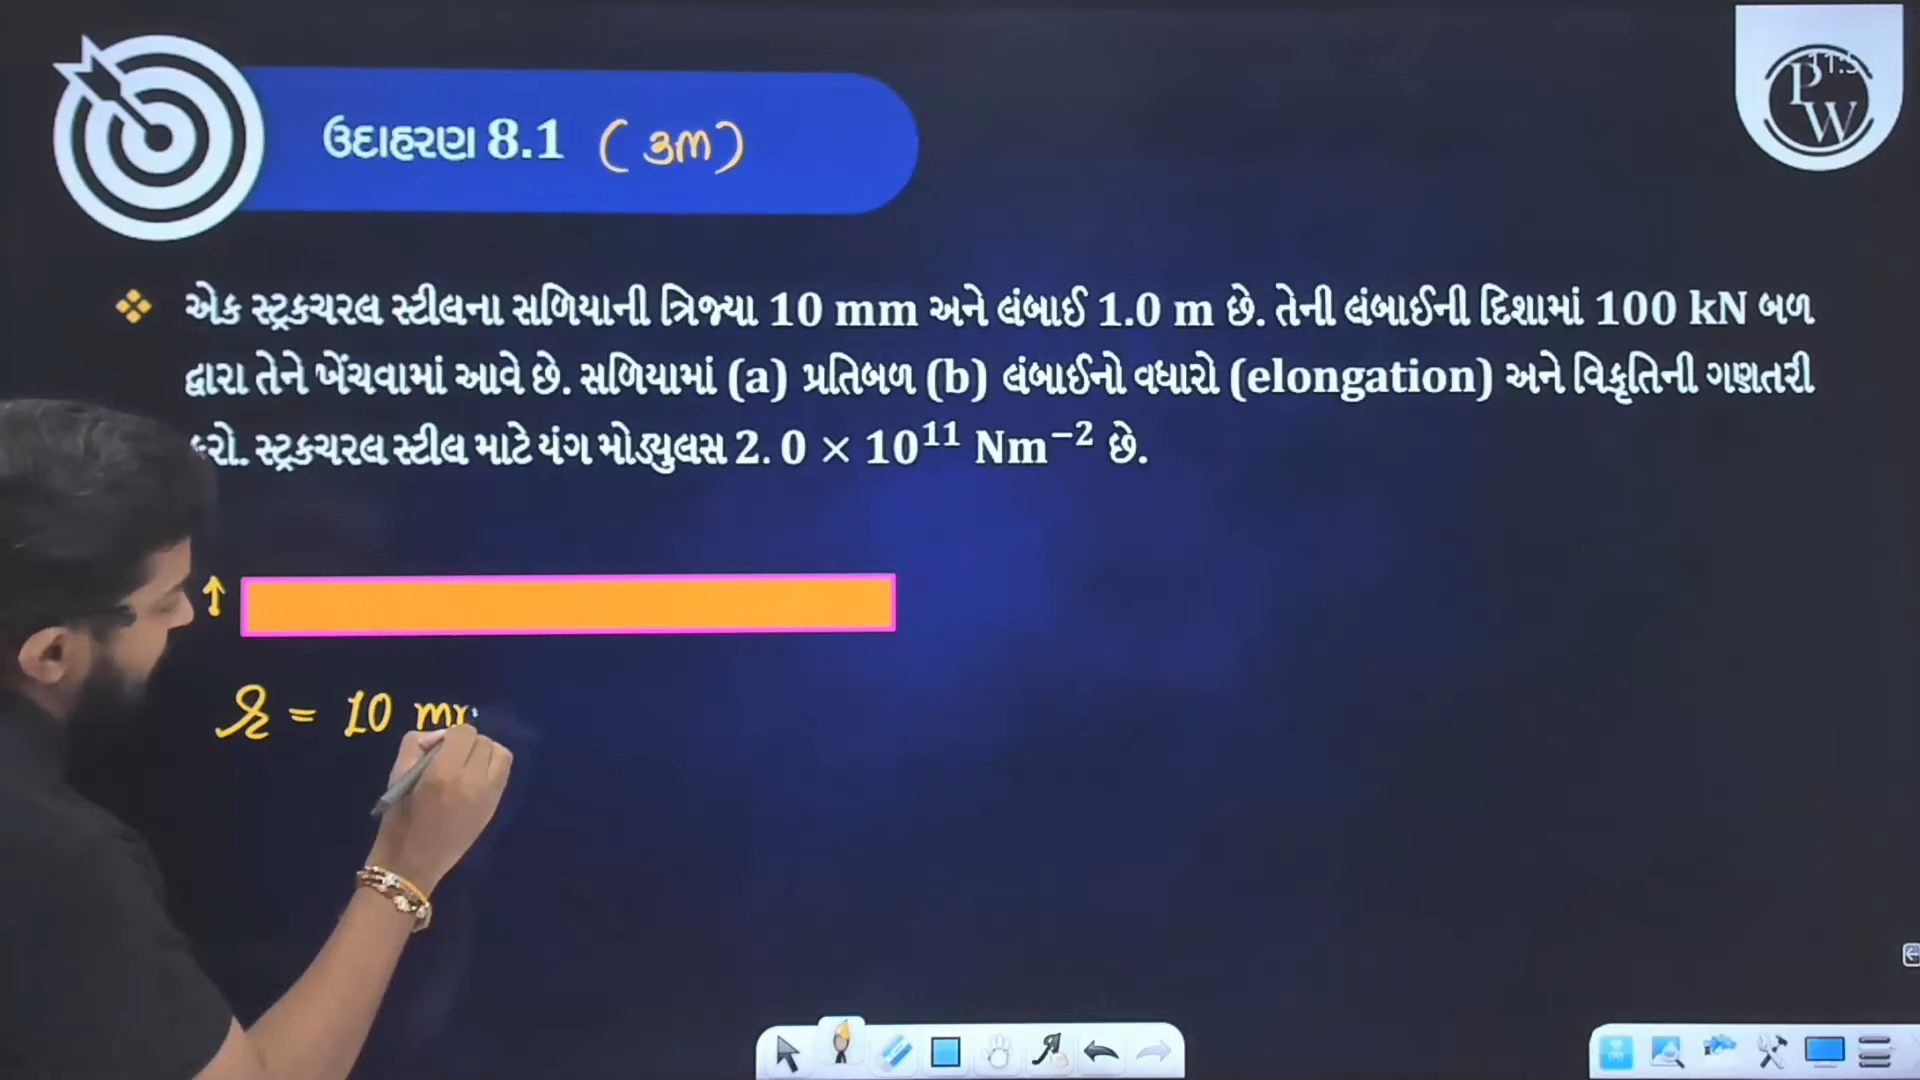 ઉદાહરણ 8.1 (3m)
PW
એક સ્ટ્રકચરલ સ્ટીલના સળિયાની ત્રિજ્યા 10 mm અને લંબાઈ 1.0 m છે. તેની લંબાઈની દિશામાં 100 kN બળ
દ્વારા તેને ખેંચવામાં આવે છે. સળિયામાં (a) પ્રતિબળ (b) લંબાઈનો વધારો (elongation) અને વિકૃતિની ગણતરી
સ્ટ્રકચરલ સ્ટીલ માટે યંગ મોડ્યુલસ 2.0 × 10¹¹ Nm⁻² છે.
r = 10